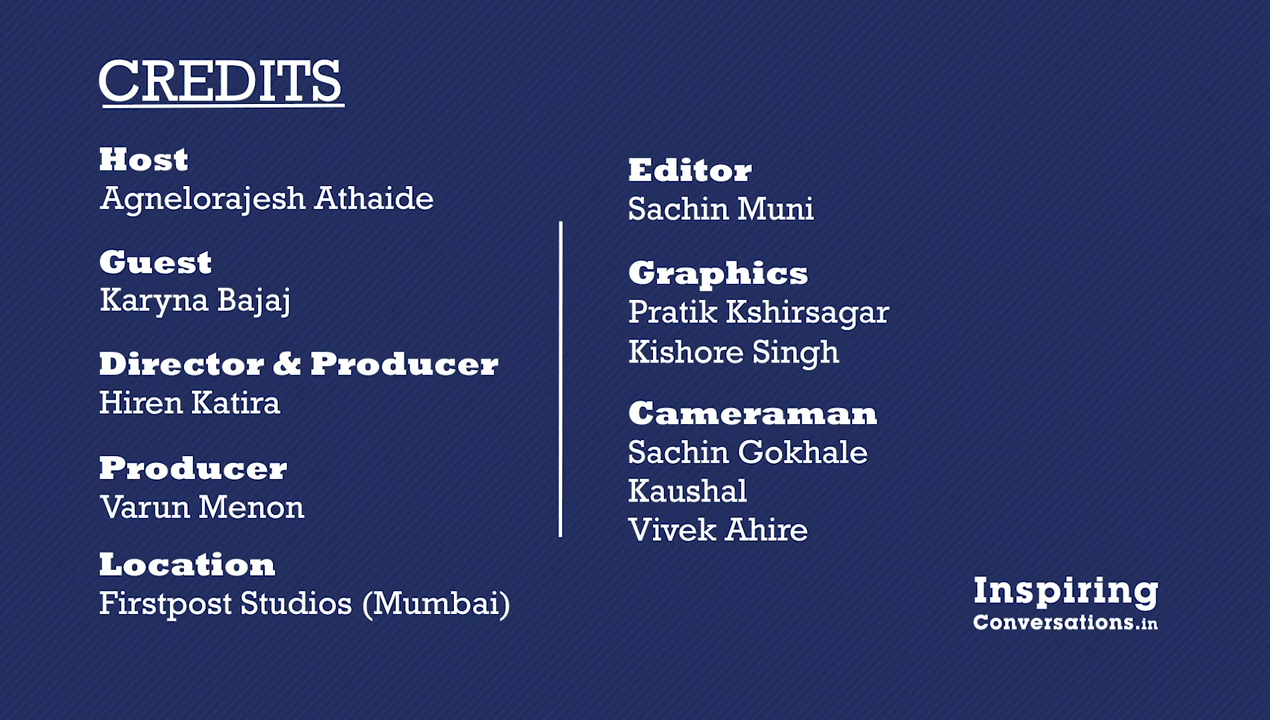 CREDITS
Host
Agnelorajesh Athaide
Guest
Karyna Bajaj
Director & Producer
Hiren Katira
Producer
Varun Menon
Location
Firstpost Studios (Mumbai)
Editor
Sachin Muni
Graphics
Pratik Kshirsagar
Kishore Singh
Cameraman
Sachin Gokhale
Kaushal
Vivek Ahire
Inspiring
Conversations.in